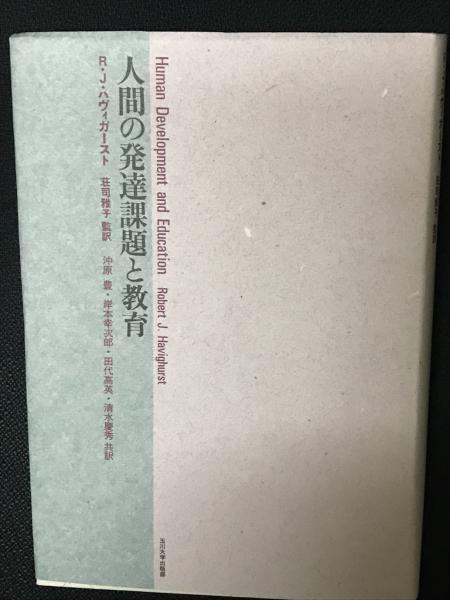 Human Development and Education Robert J. Havighurst
人間の発達課題と教育
R・J・ハヴィガースト 荘司雅子 監訳 沖原 豊・岸本幸次郎・田代高英・清水慶秀 共訳
玉川大学出版部